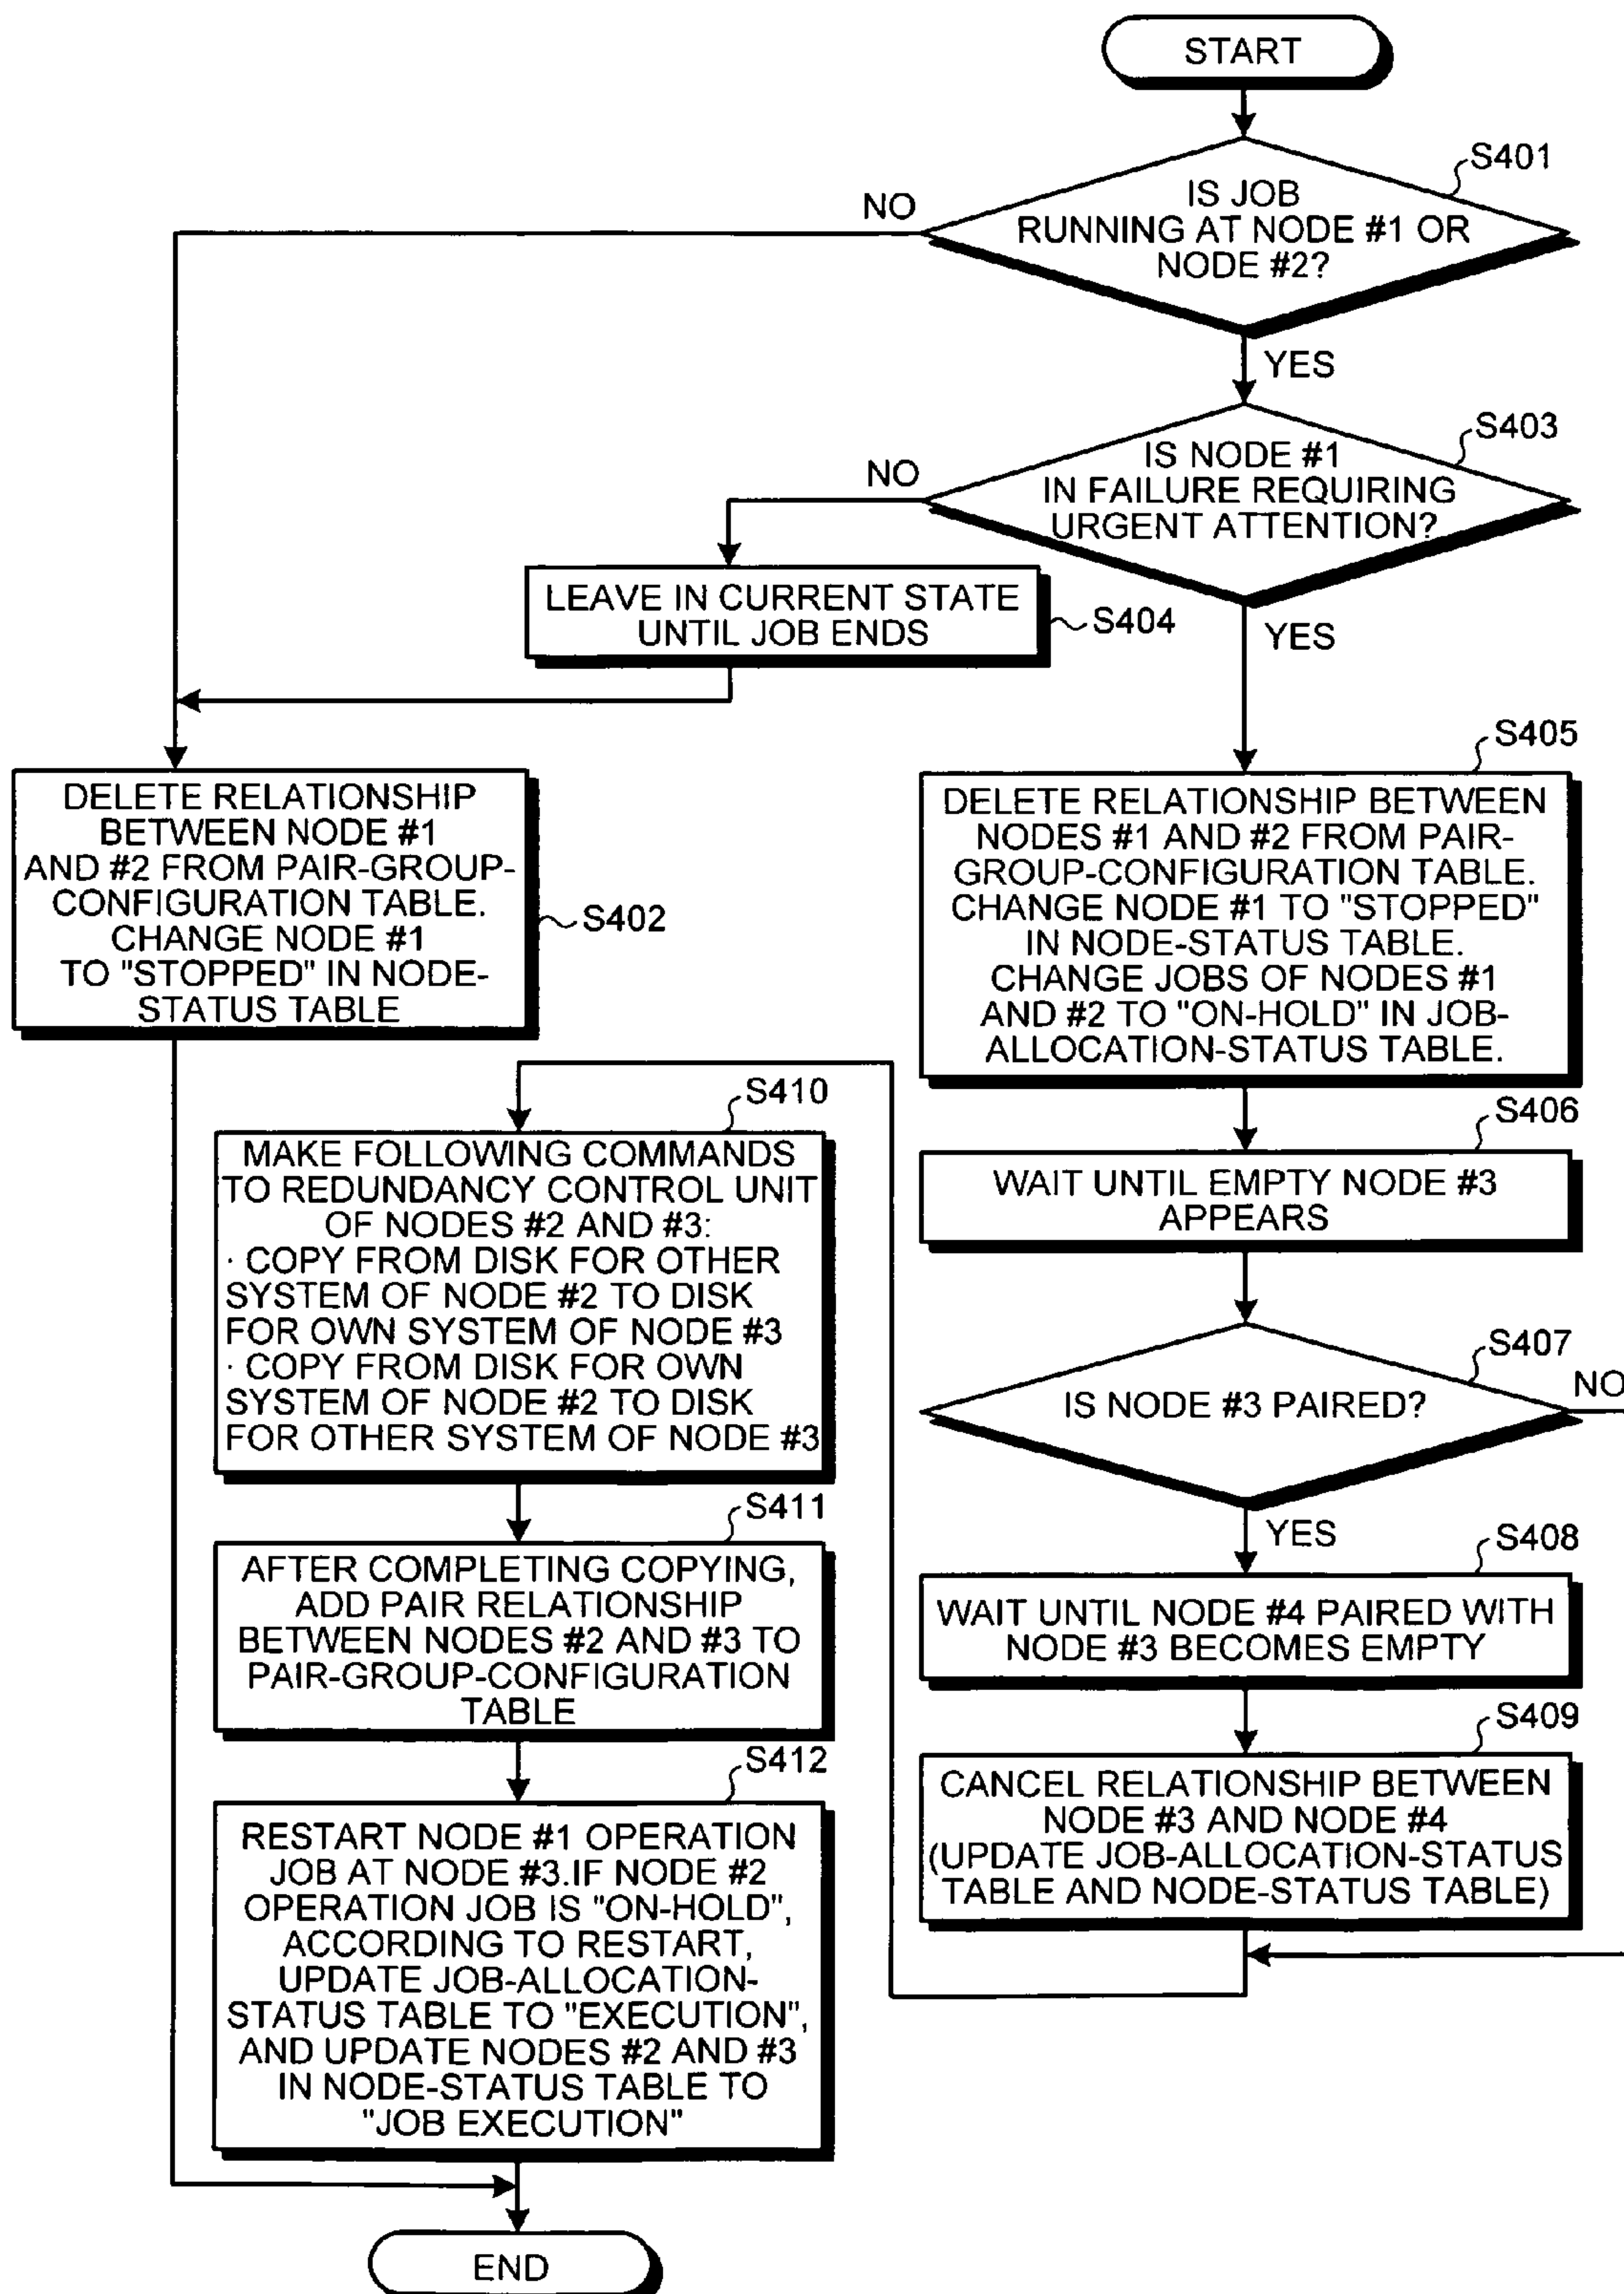 START
S401
IS JOB
RUNNING AT NODE #1 OR
NODE #2?
NO
YES
S403
IS NODE #1
IN FAILURE REQUIRING
URGENT ATTENTION?
NO
YES
LEAVE IN CURRENT STATE
UNTIL JOB ENDS
S404
DELETE RELATIONSHIP
BETWEEN NODE #1
AND #2 FROM PAIR-GROUP-
CONFIGURATION TABLE.
CHANGE NODE #1
TO "STOPPED" IN NODE-
STATUS TABLE
S402
S405
DELETE RELATIONSHIP BETWEEN
NODES #1 AND #2 FROM PAIR-
GROUP-CONFIGURATION TABLE.
CHANGE NODE #1 TO "STOPPED"
IN NODE-STATUS TABLE.
CHANGE JOBS OF NODES #1
AND #2 TO "ON-HOLD" IN JOB-
ALLOCATION-STATUS TABLE.
S406
WAIT UNTIL EMPTY NODE #3
APPEARS
S407
IS NODE #3 PAIRED?
NO
YES
S408
WAIT UNTIL NODE #4 PAIRED WITH
NODE #3 BECOMES EMPTY
S409
CANCEL RELATIONSHIP BETWEEN
NODE #3 AND NODE #4
(UPDATE JOB-ALLOCATION-STATUS
TABLE AND NODE-STATUS TABLE)
S410
MAKE FOLLOWING COMMANDS
TO REDUNDANCY CONTROL UNIT
OF NODES #2 AND #3:
· COPY FROM DISK FOR OTHER
SYSTEM OF NODE #2 TO DISK
FOR OWN SYSTEM OF NODE #3
· COPY FROM DISK FOR OWN
SYSTEM OF NODE #2 TO DISK
FOR OTHER SYSTEM OF NODE #3
S411
AFTER COMPLETING COPYING,
ADD PAIR RELATIONSHIP
BETWEEN NODES #2 AND #3 TO
PAIR-GROUP-CONFIGURATION
TABLE
S412
RESTART NODE #1 OPERATION
JOB AT NODE #3.IF NODE #2
OPERATION JOB IS "ON-HOLD",
ACCORDING TO RESTART,
UPDATE JOB-ALLOCATION-
STATUS TABLE TO "EXECUTION",
AND UPDATE NODES #2 AND #3
IN NODE-STATUS TABLE TO
"JOB EXECUTION"
END